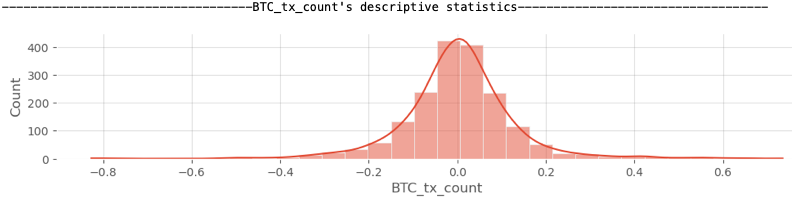 -----------------------------------BTC_tx_count's descriptive statistics-----------------------------------
400
300
200
100
0
Count
−0.8 −0.6 −0.4 −0.2 0.0 0.2 0.4 0.6
BTC_tx_count